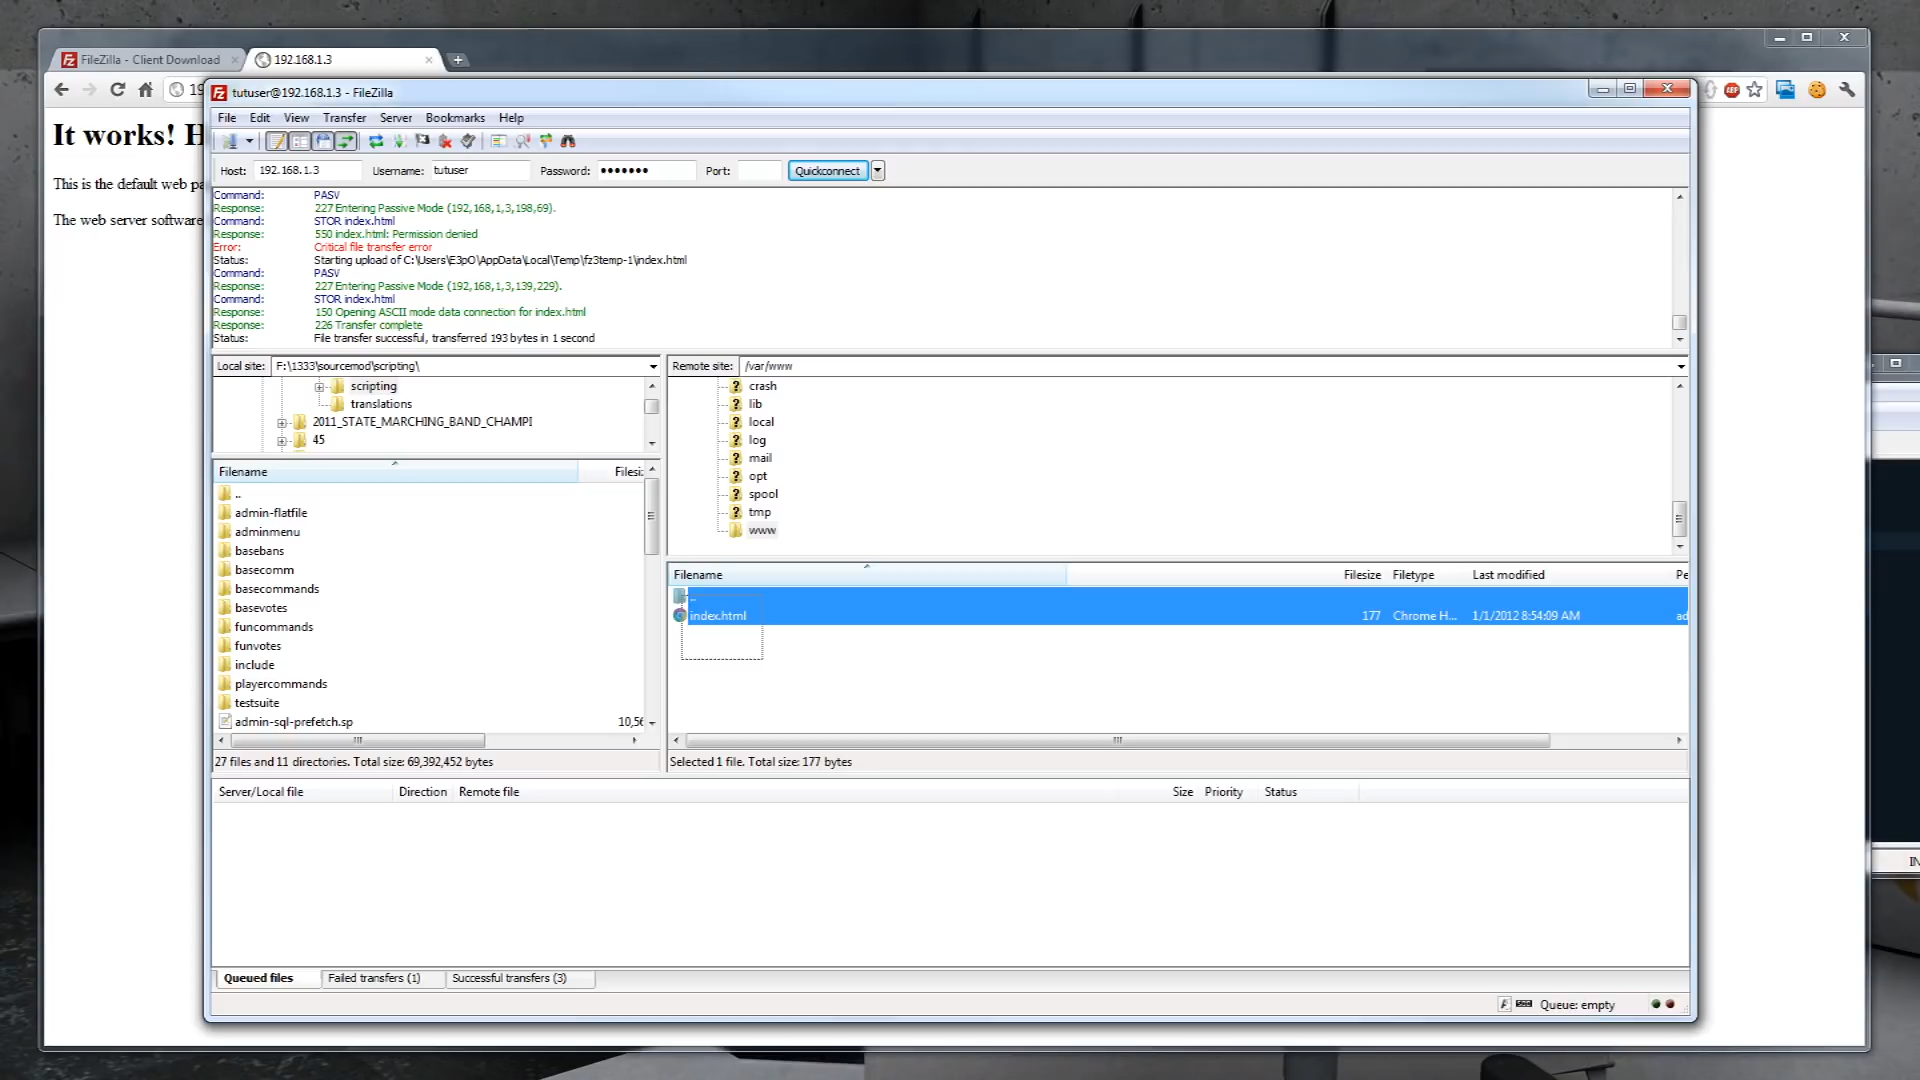 FileZilla - Client Download
192.168.1.3
19
ABP
It works! H
This is the default web pa
The web server software
tutuser@192.168.1.3 - FileZilla
File Edit View Transfer Server Bookmarks Help
Host: 192.168.1.3 Username: tutuser Password: ••••••• Port: Quickconnect
Command: PASV
Response: 227 Entering Passive Mode (192,168,1,3,198,69).
Command: STOR index.html
Response: 550 index.html: Permission denied
Error: Critical file transfer error
Status: Starting upload of C:\Users\E3pO\AppData\Local\Temp\fz3temp-1\index.html
Command: PASV
Response: 227 Entering Passive Mode (192,168,1,3,139,229).
Command: STOR index.html
Response: 150 Opening ASCII mode data connection for index.html
Response: 226 Transfer complete
Status: File transfer successful, transferred 193 bytes in 1 second
Local site: F:\1333\sourcemod\scripting\
scripting
translations
2011_STATE_MARCHING_BAND_CHAMPI
45
Filename Filesiz
..
admin-flatfile
adminmenu
basebans
basecomm
basecommands
basevotes
funcommands
funvotes
include
playercommands
testsuite
admin-sql-prefetch.sp 10,56
27 files and 11 directories. Total size: 69,392,452 bytes
Remote site: /var/www
crash
lib
local
log
mail
opt
spool
tmp
www
Filename Filesize Filetype Last modified Pe
..
index.html 177 Chrome H... 1/1/2012 8:54:09 AM ad
Selected 1 file. Total size: 177 bytes
Server/Local file Direction Remote file Size Priority Status
Queued files Failed transfers (1) Successful transfers (3)
Queue: empty
IN